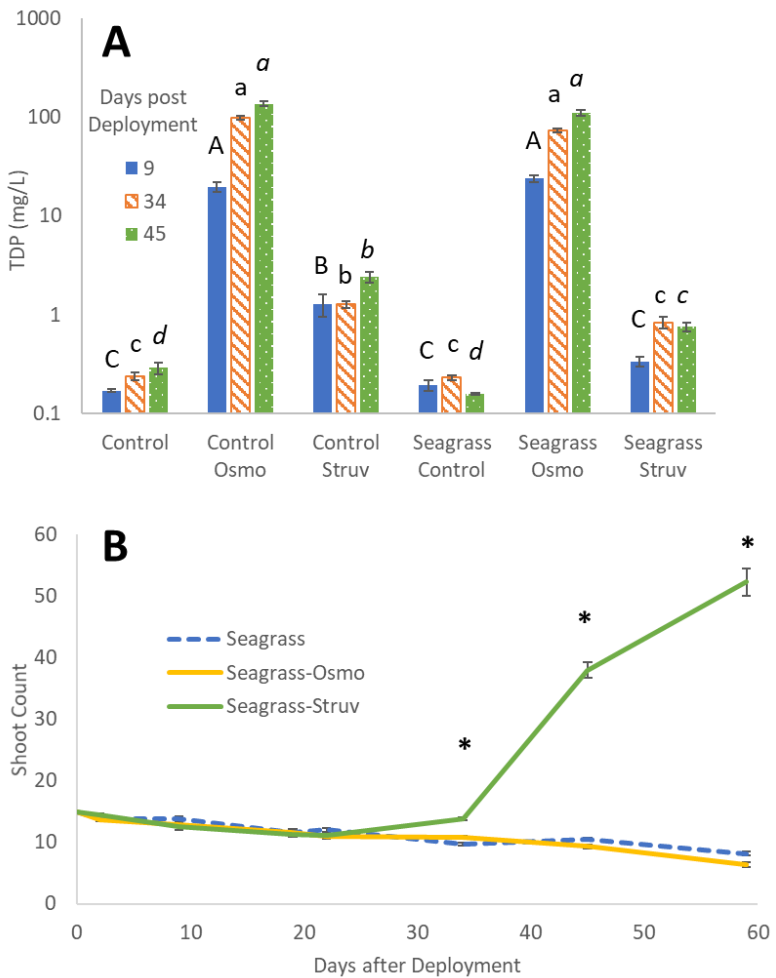 A
1000
100
10
1
0.1
TDP (mg/L)
Days post
Deployment
9
34
45
C c d
A a a
B b b
C c d
A a a
C c c
Control
Control
Osmo
Control
Struv
Seagrass
Control
Seagrass
Osmo
Seagrass
Struv
B
60
50
40
30
20
10
0
Shoot Count
Seagrass
Seagrass-Osmo
Seagrass-Struv
*
*
*
0 10 20 30 40 50 60
Days after Deployment